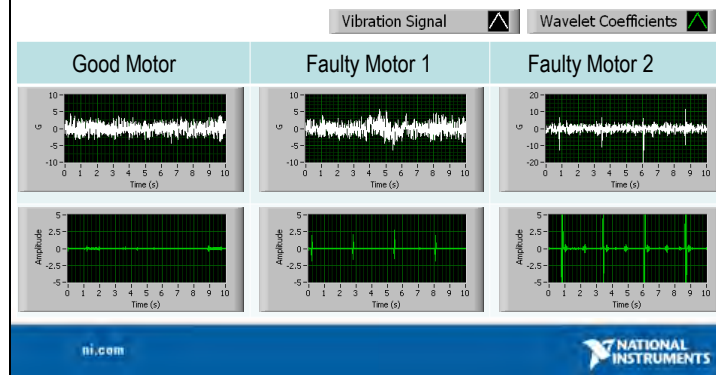 Vibration Signal Wavelet Coefficients
Good Motor Faulty Motor 1 Faulty Motor 2
10 5 0 -5 -10 G 0 1 2 3 4 5 6 7 8 9 10 Time (s)
10 5 0 -5 -10 G 0 1 2 3 4 5 6 7 8 9 10 Time (s)
20 10 0 -10 -20 G 0 1 2 3 4 5 6 7 8 9 10 Time (s)
5 2.5 0 -2.5 -5 Amplitude 0 1 2 3 4 5 6 7 8 9 10 Time (s)
5 2.5 0 -2.5 -5 Amplitude 0 1 2 3 4 5 6 7 8 9 10 Time (s)
5 2.5 0 -2.5 -5 Amplitude 0 1 2 3 4 5 6 7 8 9 10 Time (s)
ni.com
NATIONAL
INSTRUMENTS